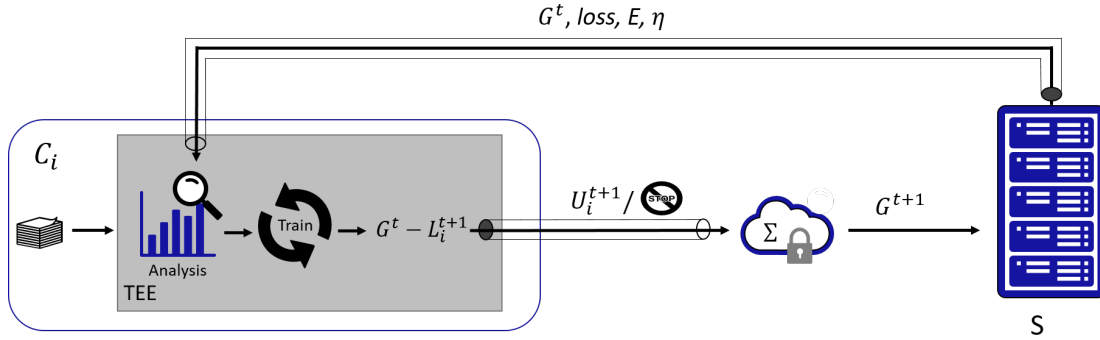 G^t, loss, E, η
C_i
Analysis
TEE
Train
G^t − L_i^{t+1}
U_i^{t+1}/ STOP
Σ
G^{t+1}
S